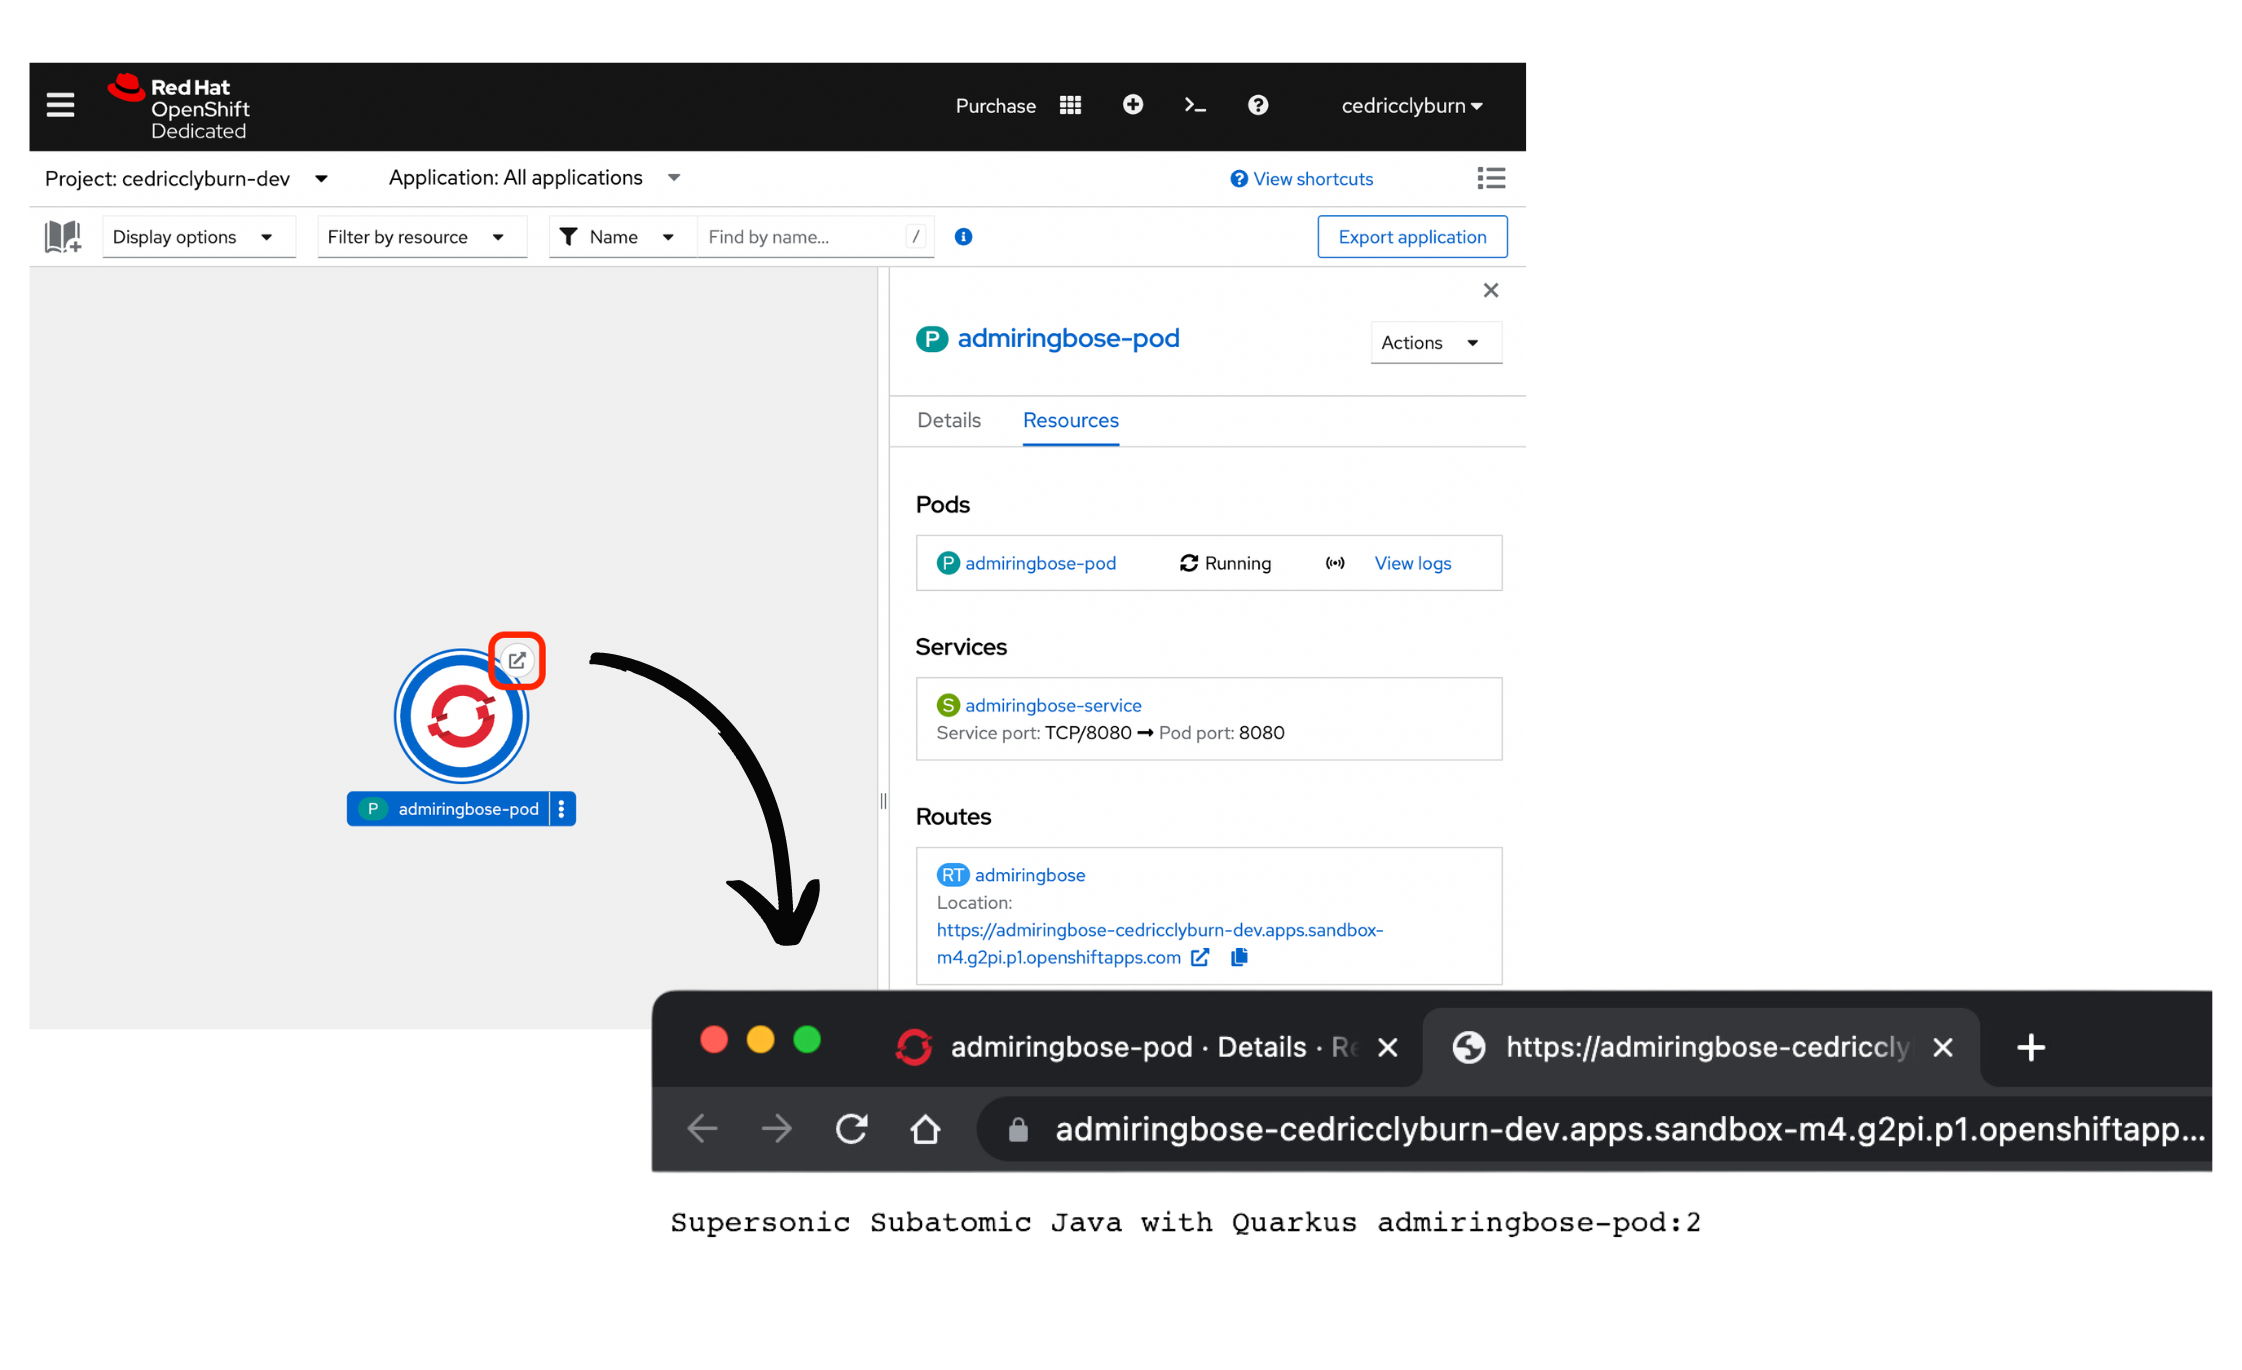 Red Hat
OpenShift
Dedicated
Purchase
cedricclyburn
Project: cedricclyburn-dev
Application: All applications
View shortcuts
Display options
Filter by resource
Name
Find by name...
/
Export application
P admiringbose-pod
Actions
Details
Resources
Pods
P admiringbose-pod
Running
View logs
Services
S admiringbose-service
Service port: TCP/8080 → Pod port: 8080
Routes
RT admiringbose
Location:
https://admiringbose-cedricclyburn-dev.apps.sandbox-
m4.g2pi.p1.openshiftapps.com
P admiringbose-pod
admiringbose-pod · Details · Re
https://admiringbose-cedriccly
admiringbose-cedricclyburn-dev.apps.sandbox-m4.g2pi.p1.openshiftapp...
Supersonic Subatomic Java with Quarkus admiringbose-pod:2